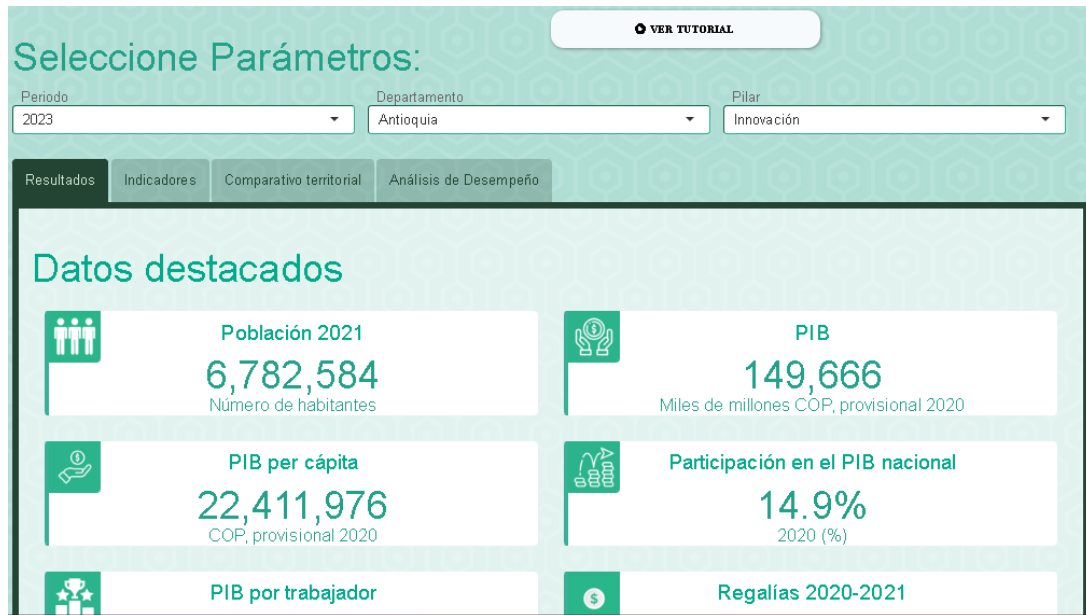 VER TUTORIAL
Seleccione Parámetros:
Periodo
Departamento
Pilar
2023
Antioquia
Innovación
Resultados
Indicadores
Comparativo territorial
Análisis de Desempeño
Datos destacados
Población 2021
6,782,584
Número de habitantes
PIB
149,666
Miles de millones COP, provisional 2020
PIB per cápita
22,411,976
COP, provisional 2020
Participación en el PIB nacional
14.9%
2020 (%)
PIB por trabajador
Regalías 2020-2021